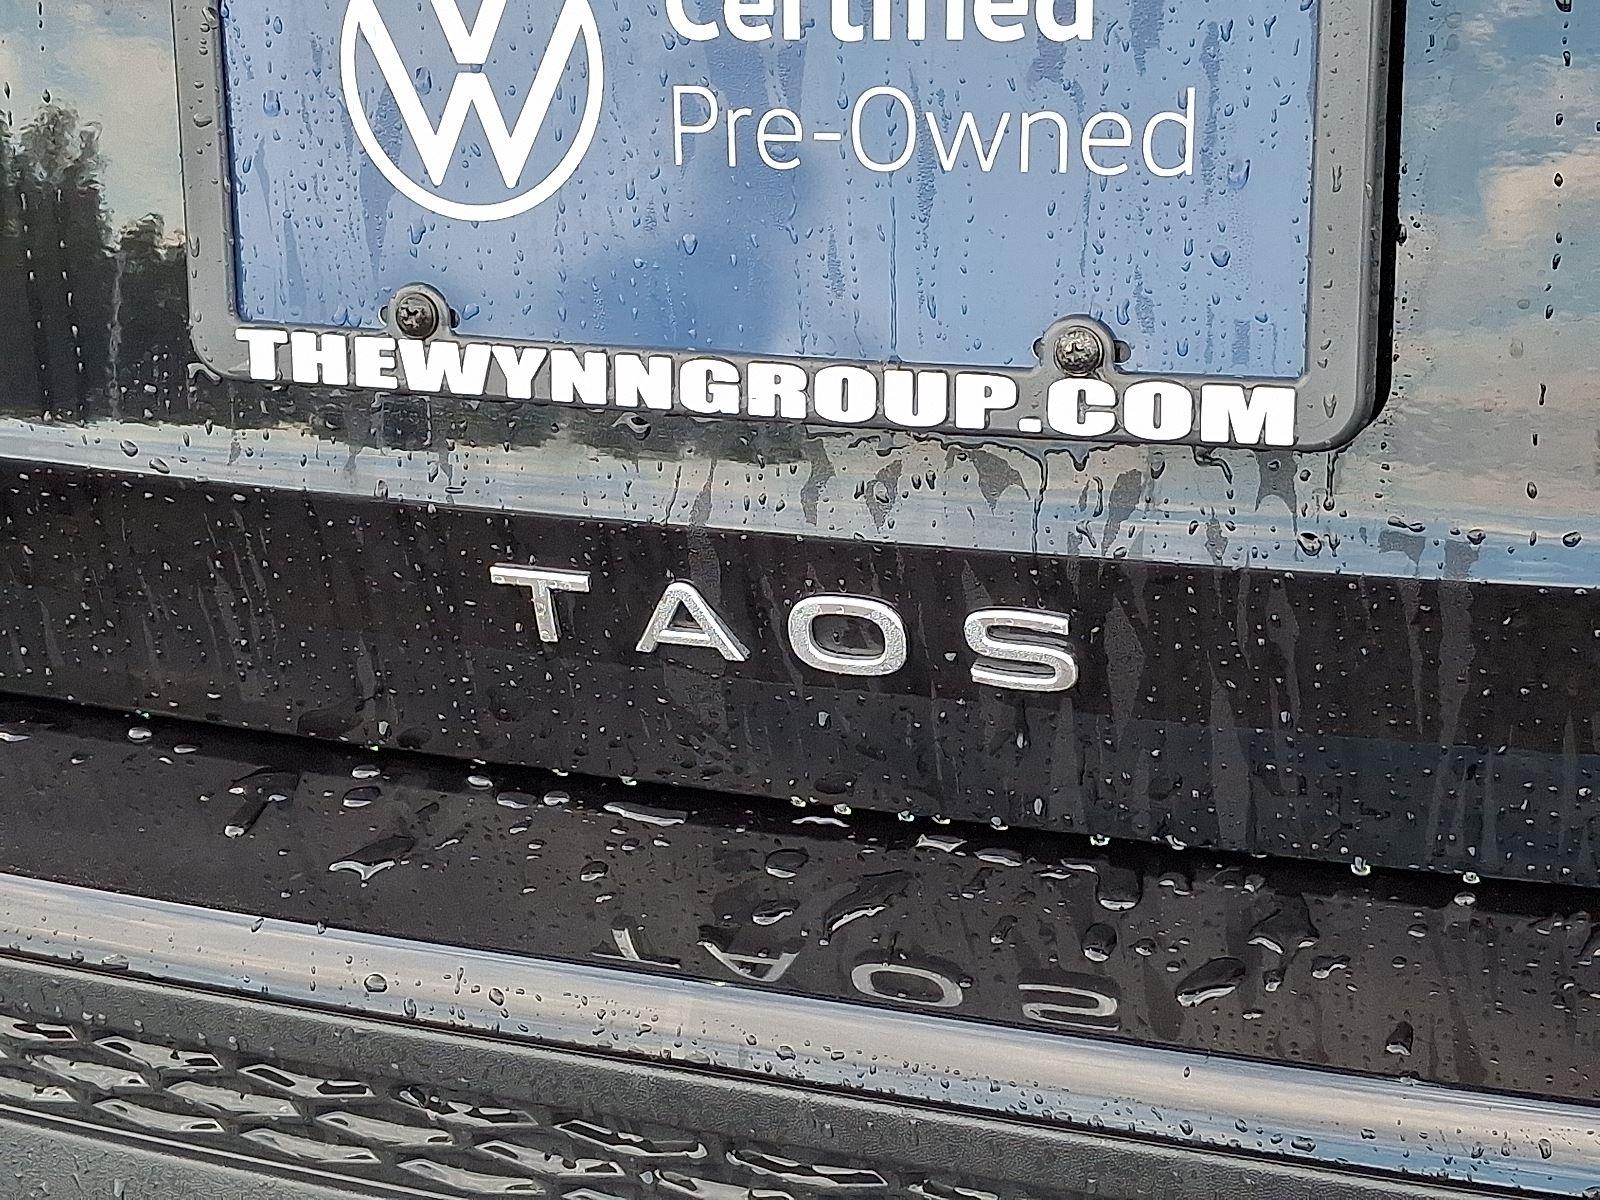 Certified
Pre-Owned
THEWYNNGROUP.COM
TAOS